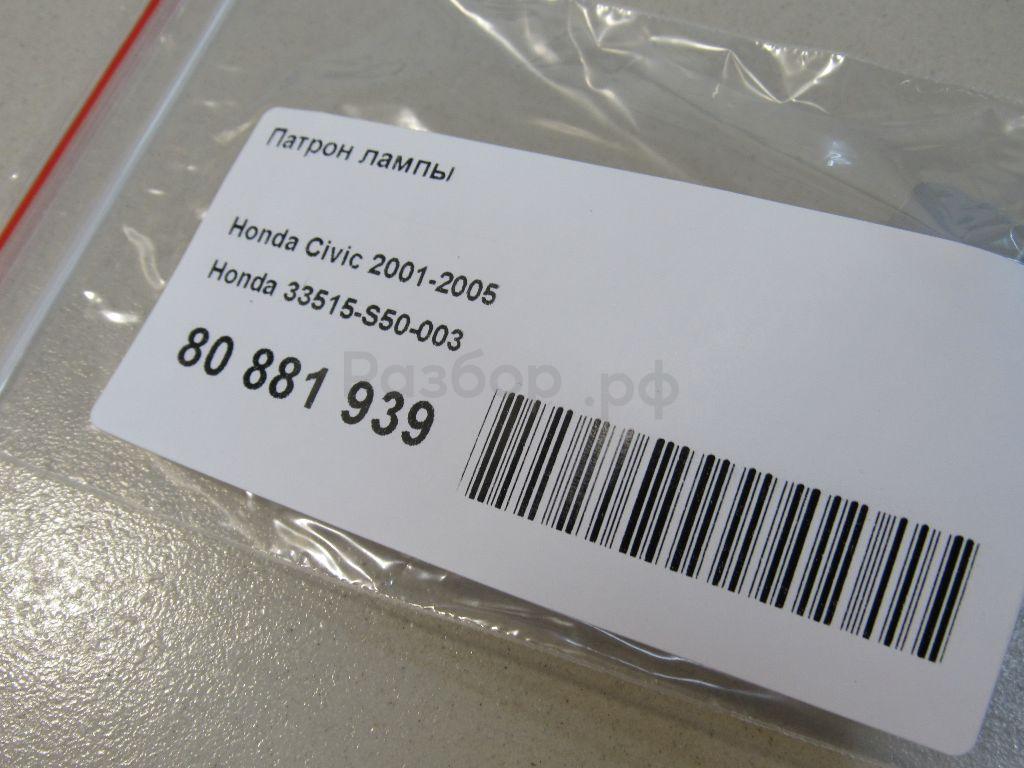 Патрон лампы
Honda Civic 2001-2005
Honda 33515-S50-003
80 881 939
Разбор.рф